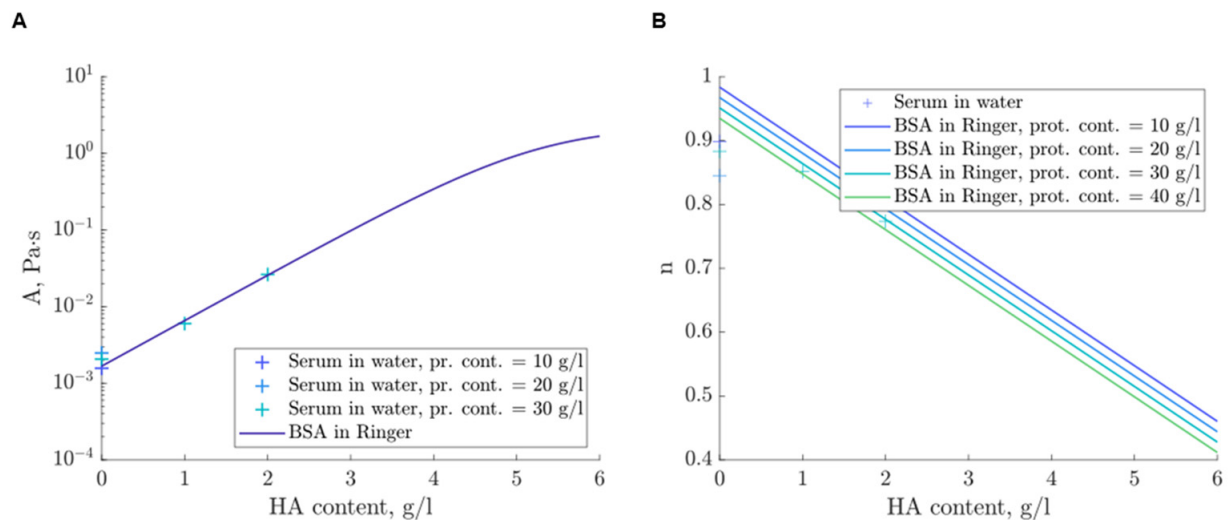 A
A, Pa·s
10¹
10⁰
10⁻¹
10⁻²
10⁻³
10⁻⁴
Serum in water, pr. cont. = 10 g/l
Serum in water, pr. cont. = 20 g/l
Serum in water, pr. cont. = 30 g/l
BSA in Ringer
0 1 2 3 4 5 6
HA content, g/l
B
n
1
0.9
0.8
0.7
0.6
0.5
0.4
Serum in water
BSA in Ringer, prot. cont. = 10 g/l
BSA in Ringer, prot. cont. = 20 g/l
BSA in Ringer, prot. cont. = 30 g/l
BSA in Ringer, prot. cont. = 40 g/l
0 1 2 3 4 5 6
HA content, g/l